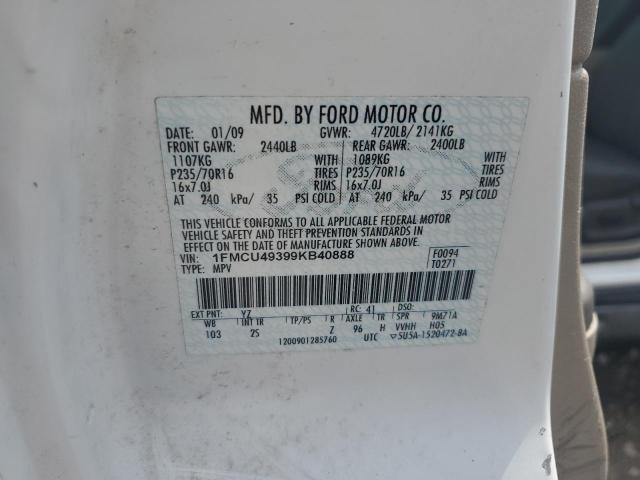 MFD. BY FORD MOTOR CO.
DATE: 01/09 GVWR: 4720LB/2141KG
FRONT GAWR: 2440LB REAR GAWR: 2400LB
1107KG WITH 1089KG WITH
P235/70R16 TIRES P235/70R16 TIRES
16x7.0J RIMS 16x7.0J RIMS
AT 240 kPa/ 35 PSI COLD AT 240 kPa/ 35 PSI COLD
THIS VEHICLE CONFORMS TO ALL APPLICABLE FEDERAL MOTOR
VEHICLE SAFETY AND THEFT PREVENTION STANDARDS IN
EFFECT ON THE DATE OF MANUFACTURE SHOWN ABOVE.
VIN: 1FMCU49399KB40888 F0094
TYPE: MPV T0271
Ford
EXT PNT: YZ RC: 41 DSO:
WB INT TR TP/PS R AXLE TR SPR 9M71A
103 2S Z 96 H VVHH H05
1200901285760 UTC ▽5U5A-1520472-BA